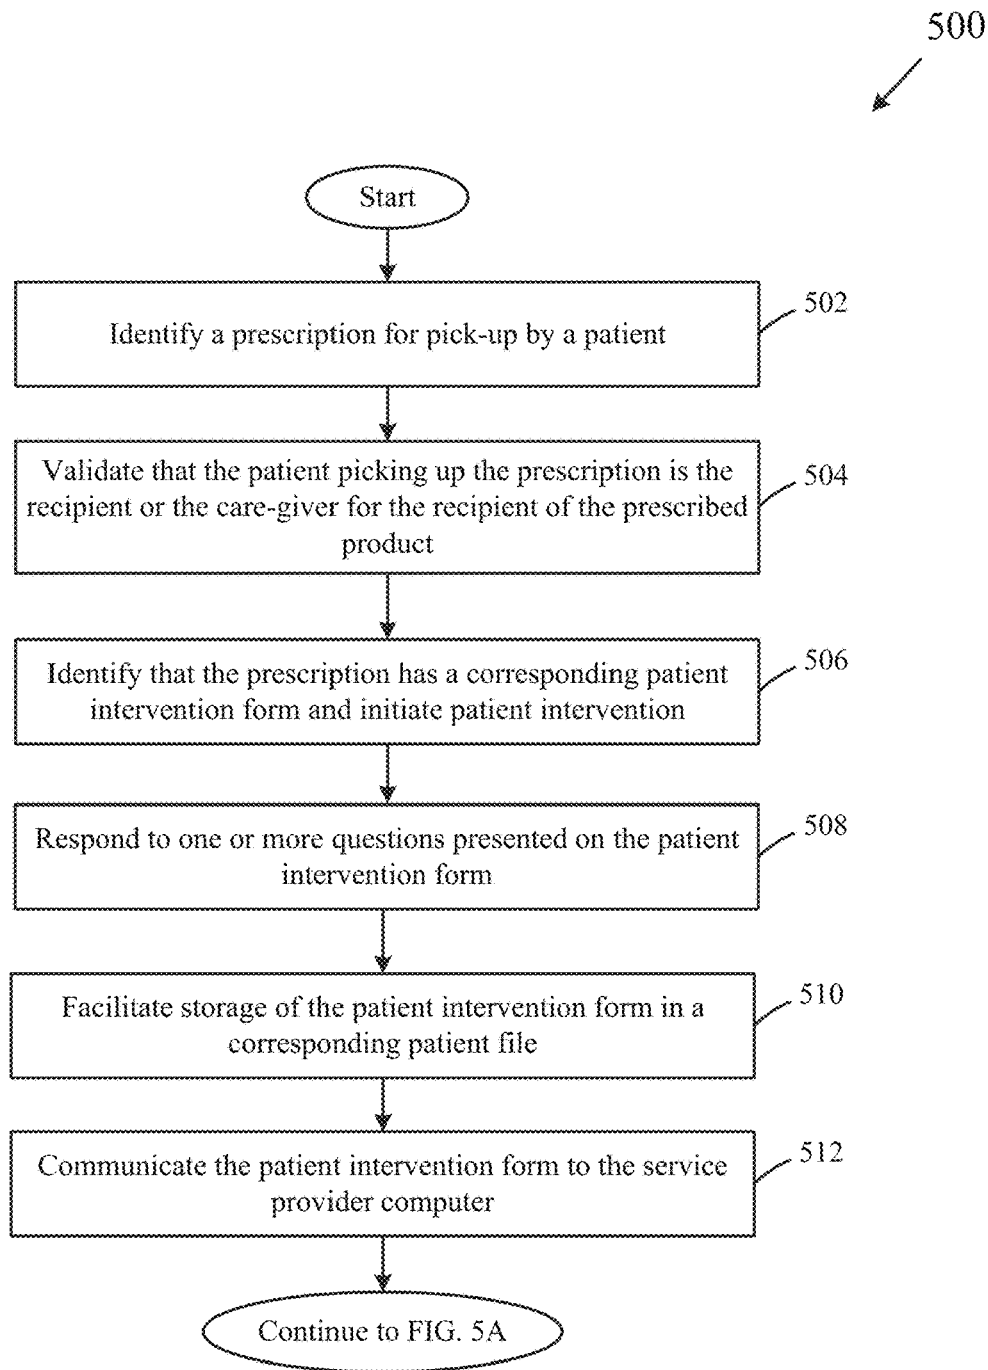 500
Start
Identify a prescription for pick-up by a patient
502
Validate that the patient picking up the prescription is the
recipient or the care-giver for the recipient of the prescribed
product
504
Identify that the prescription has a corresponding patient
intervention form and initiate patient intervention
506
Respond to one or more questions presented on the patient
intervention form
508
Facilitate storage of the patient intervention form in a
corresponding patient file
510
Communicate the patient intervention form to the service
provider computer
512
Continue to FIG. 5A